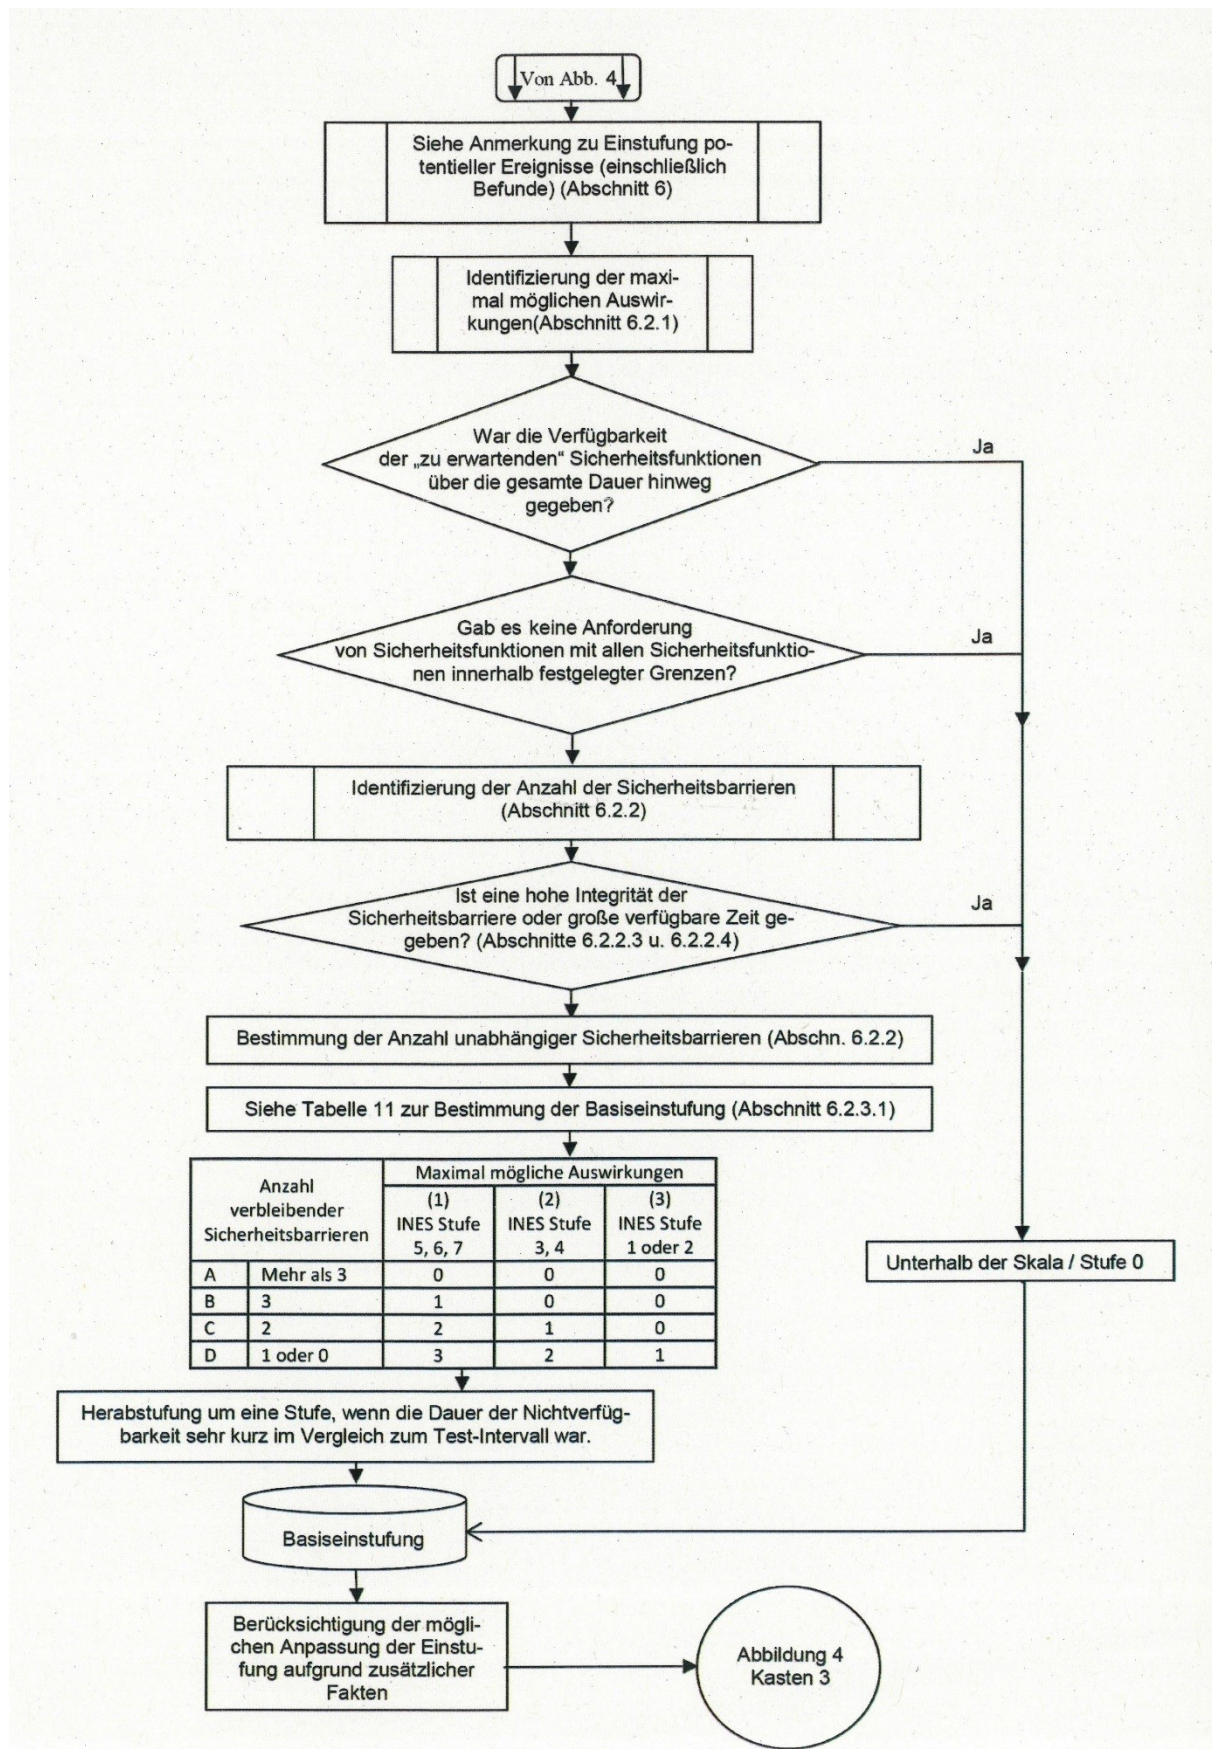 Von Abb. 4
Siehe Anmerkung zu Einstufung po-
tentieller Ereignisse (einschließlich
Befunde) (Abschnitt 6)
Identifizierung der maxi-
mal möglichen Auswir-
kungen(Abschnitt 6.2.1)
War die Verfügbarkeit
der „zu erwartenden“ Sicherheitsfunktionen
über die gesamte Dauer hinweg
gegeben?
Ja
Gab es keine Anforderung
von Sicherheitsfunktionen mit allen Sicherheitsfunktio-
nen innerhalb festgelegter Grenzen?
Ja
Identifizierung der Anzahl der Sicherheitsbarrieren
(Abschnitt 6.2.2)
Ist eine hohe Integrität der
Sicherheitsbarriere oder große verfügbare Zeit ge-
geben? (Abschnitte 6.2.2.3 u. 6.2.2.4)
Ja
Bestimmung der Anzahl unabhängiger Sicherheitsbarrieren (Abschn. 6.2.2)
Siehe Tabelle 11 zur Bestimmung der Basiseinstufung (Abschnitt 6.2.3.1)
Anzahl
verbleibender
Sicherheitsbarrieren
Maximal mögliche Auswirkungen
(1)
INES Stufe
5, 6, 7
(2)
INES Stufe
3, 4
(3)
INES Stufe
1 oder 2
A Mehr als 3 0 0 0
B 3 1 0 0
C 2 2 1 0
D 1 oder 0 3 2 1
Unterhalb der Skala / Stufe 0
Herabstufung um eine Stufe, wenn die Dauer der Nichtverfüg-
barkeit sehr kurz im Vergleich zum Test-Intervall war.
Basiseinstufung
Berücksichtigung der mögli-
chen Anpassung der Einstu-
fung aufgrund zusätzlicher
Fakten
Abbildung 4
Kasten 3